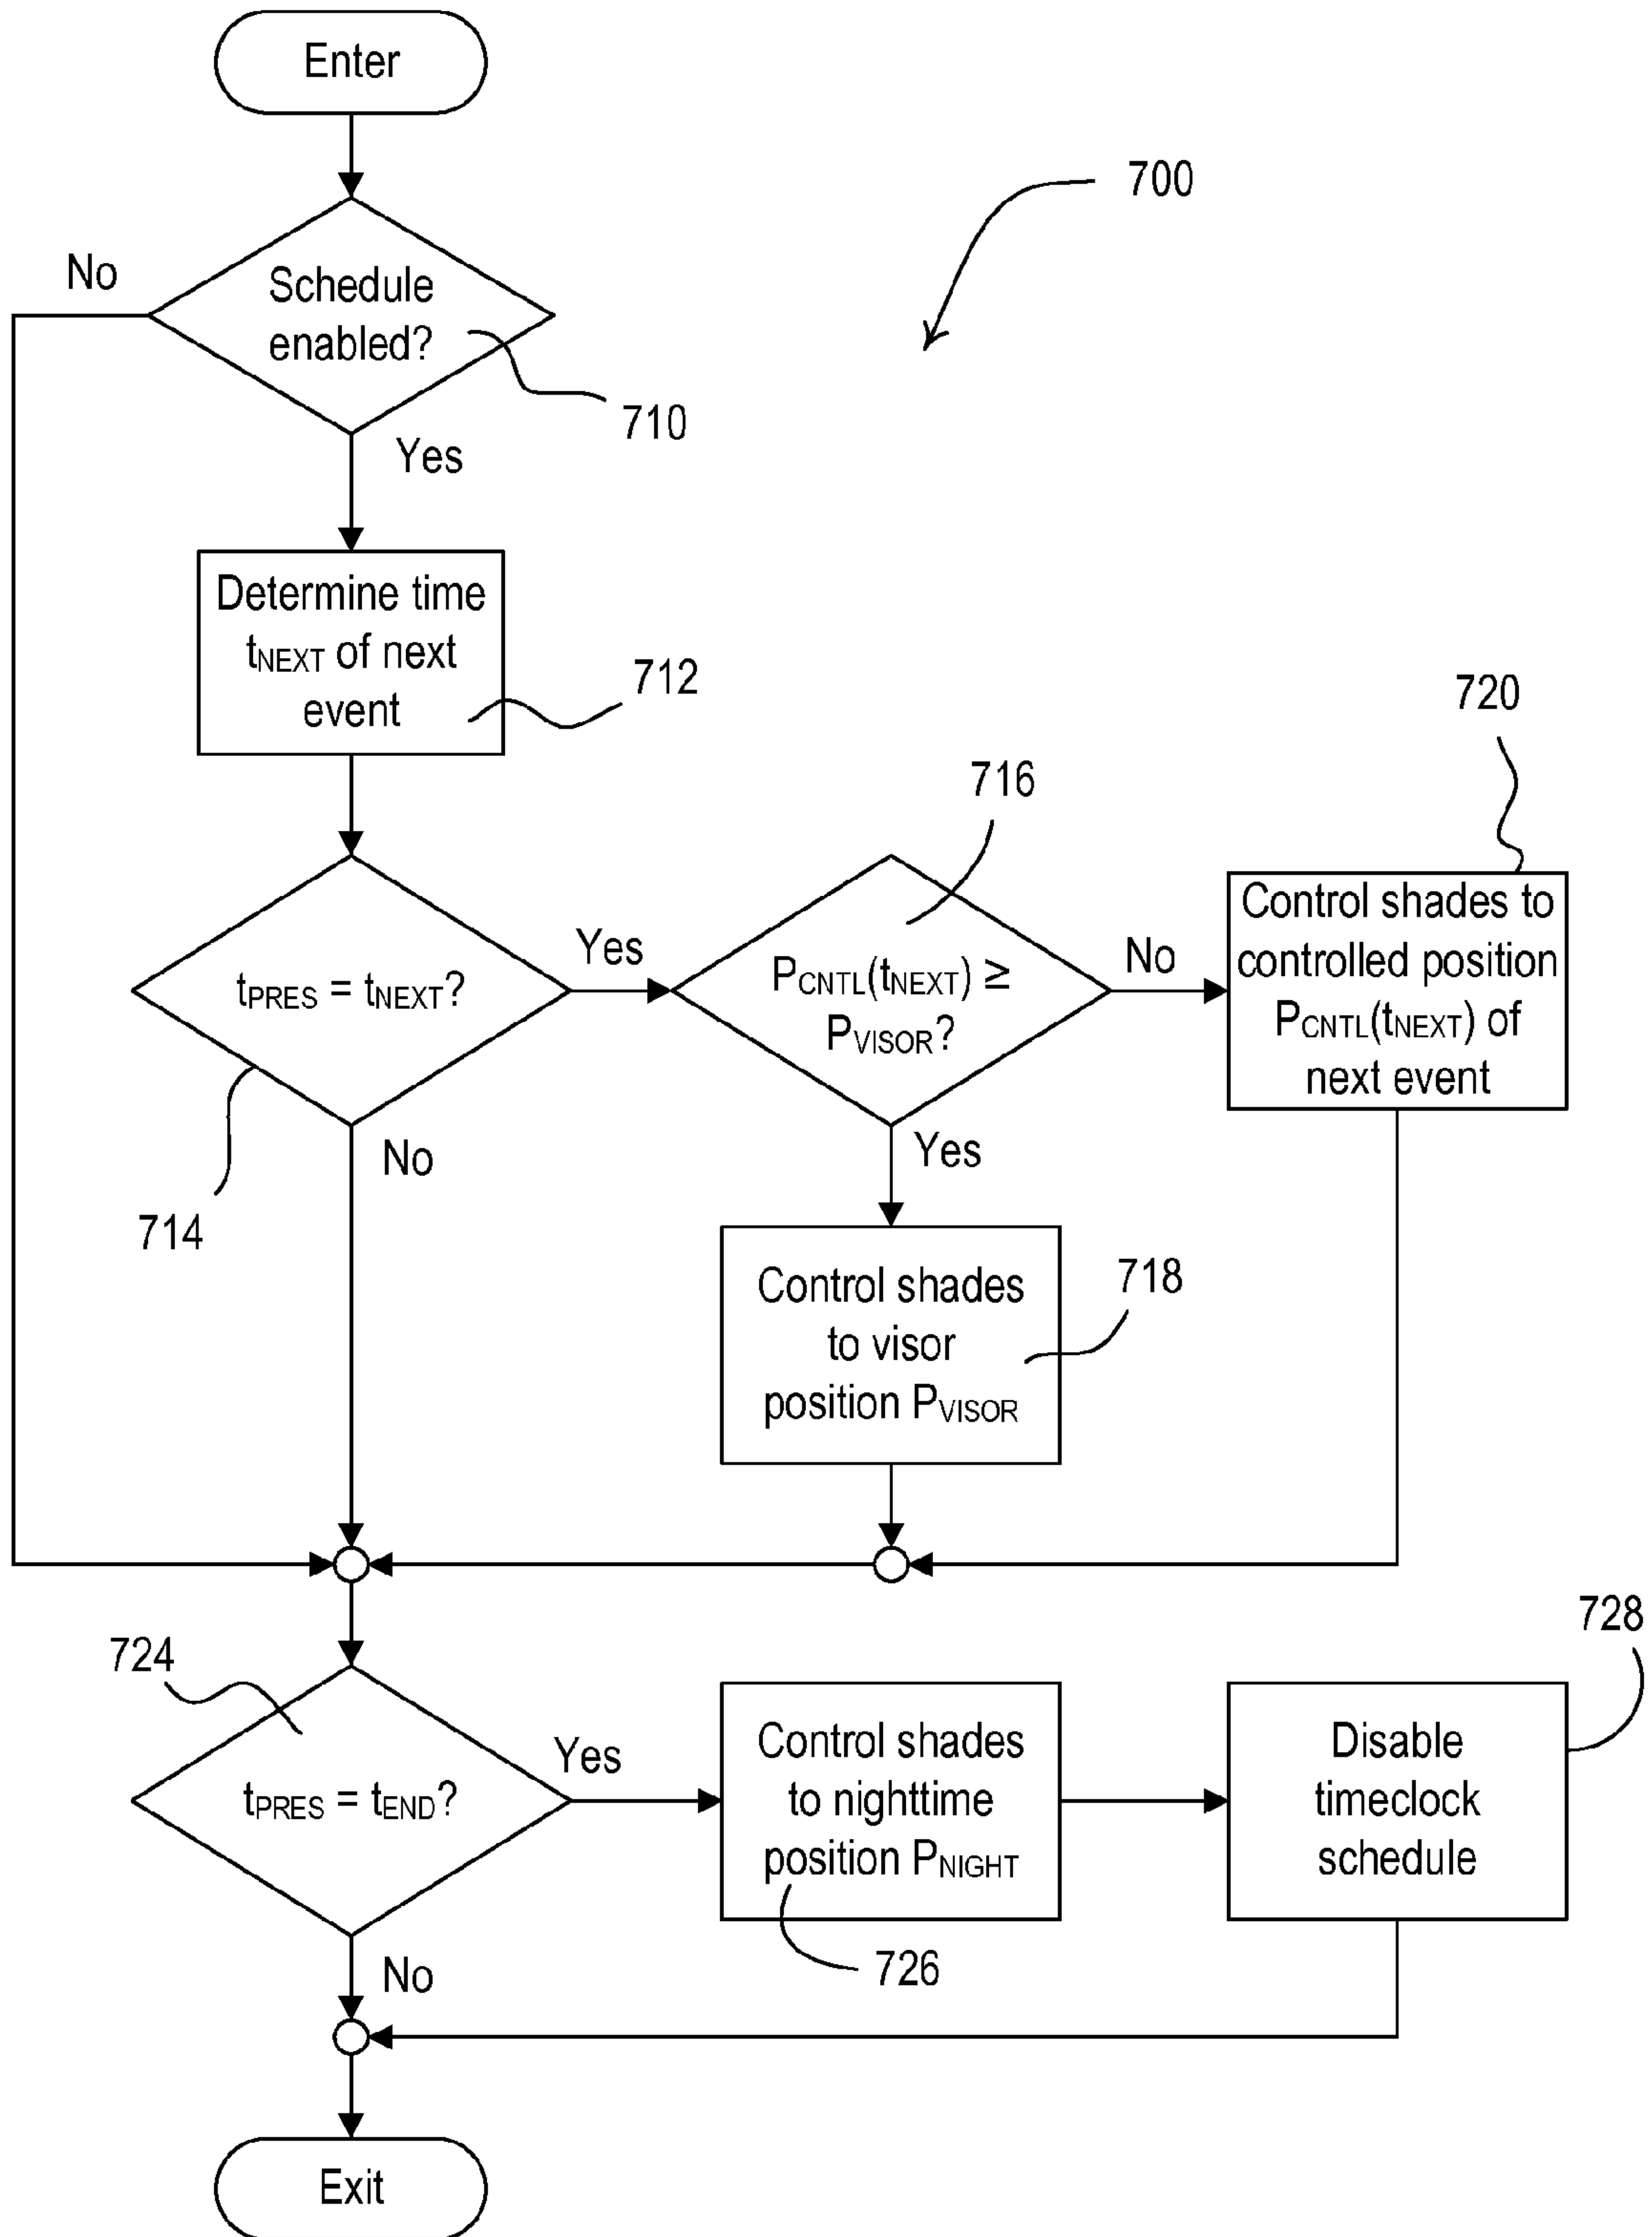 Enter
700
No
Schedule
enabled?
710
Yes
Determine time
tNEXT of next
event
712
720
716
Control shades to
controlled position
PCNTL(tNEXT) of
next event
tPRES = tNEXT?
Yes
PCNTL(tNEXT) ≥
PVISOR?
No
No
714
Yes
Control shades
to visor
position PVISOR
718
724
728
tPRES = tEND?
Yes
Control shades
to nighttime
position PNIGHT
Disable
timeclock
schedule
726
No
Exit